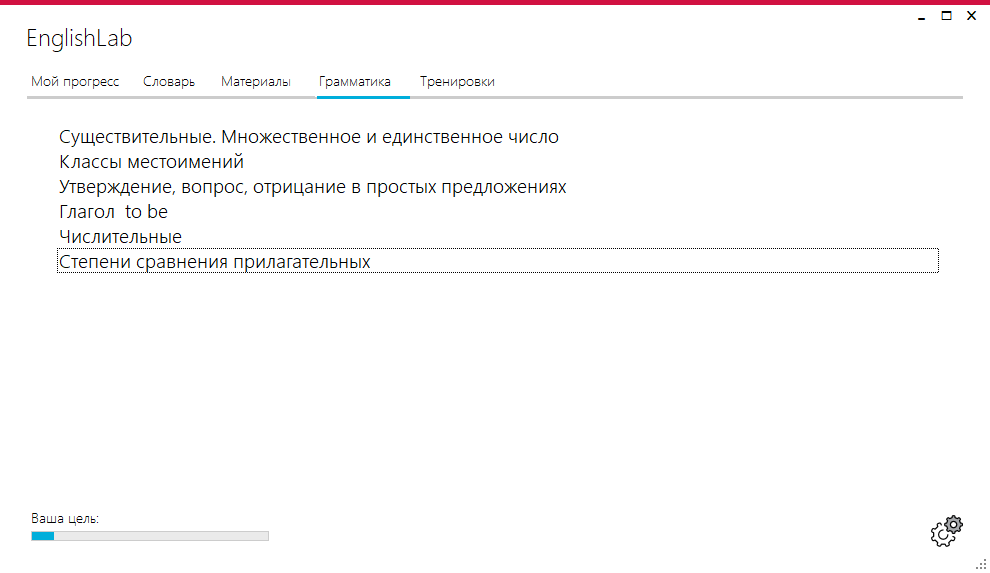 EnglishLab
Мой прогресс Словарь Материалы Грамматика Тренировки
Существительные. Множественное и единственное число
Классы местоимений
Утверждение, вопрос, отрицание в простых предложениях
Глагол  to be
Числительные
Степени сравнения прилагательных
Ваша цель: